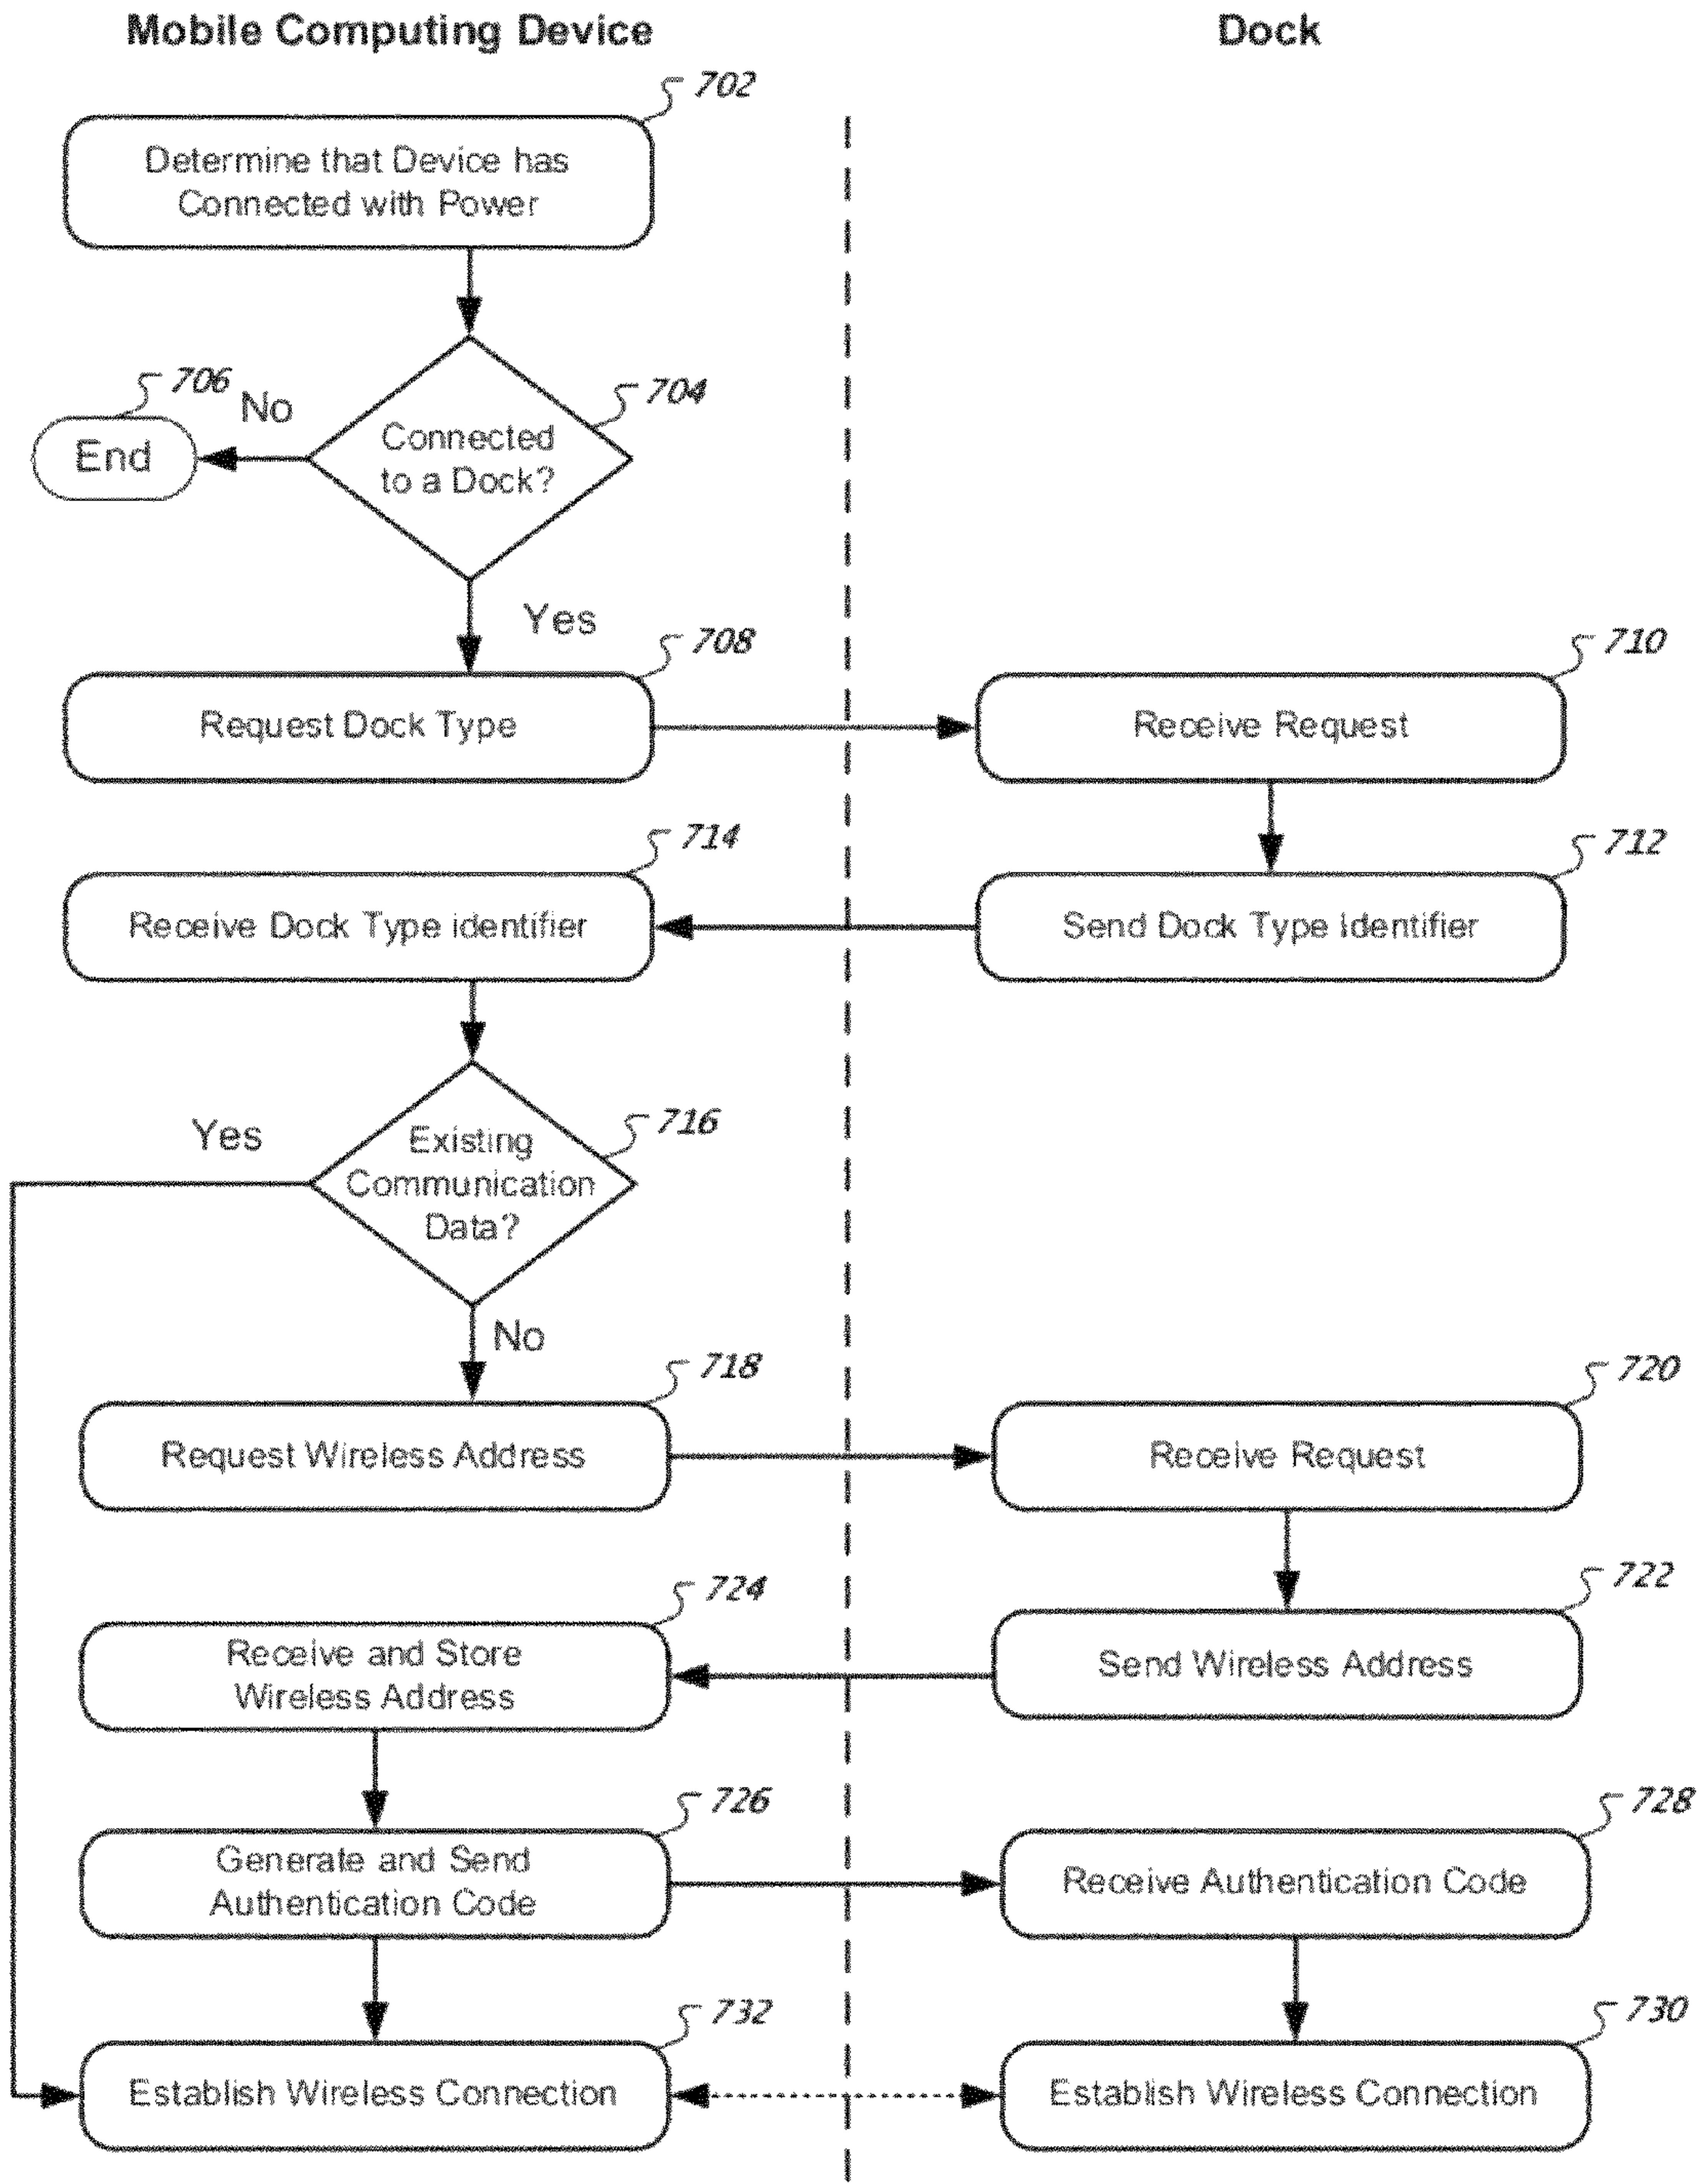 Mobile Computing Device
Dock
702
Determine that Device has
Connected with Power
706
No
704
End
Connected
to a Dock?
Yes
708
710
Request Dock Type
Receive Request
714
712
Receive Dock Type identifier
Send Dock Type Identifier
Yes
716
Existing
Communication
Data?
No
718
720
Request Wireless Address
Receive Request
724
722
Receive and Store
Wireless Address
Send Wireless Address
726
728
Generate and Send
Authentication Code
Receive Authentication Code
732
730
Establish Wireless Connection
Establish Wireless Connection